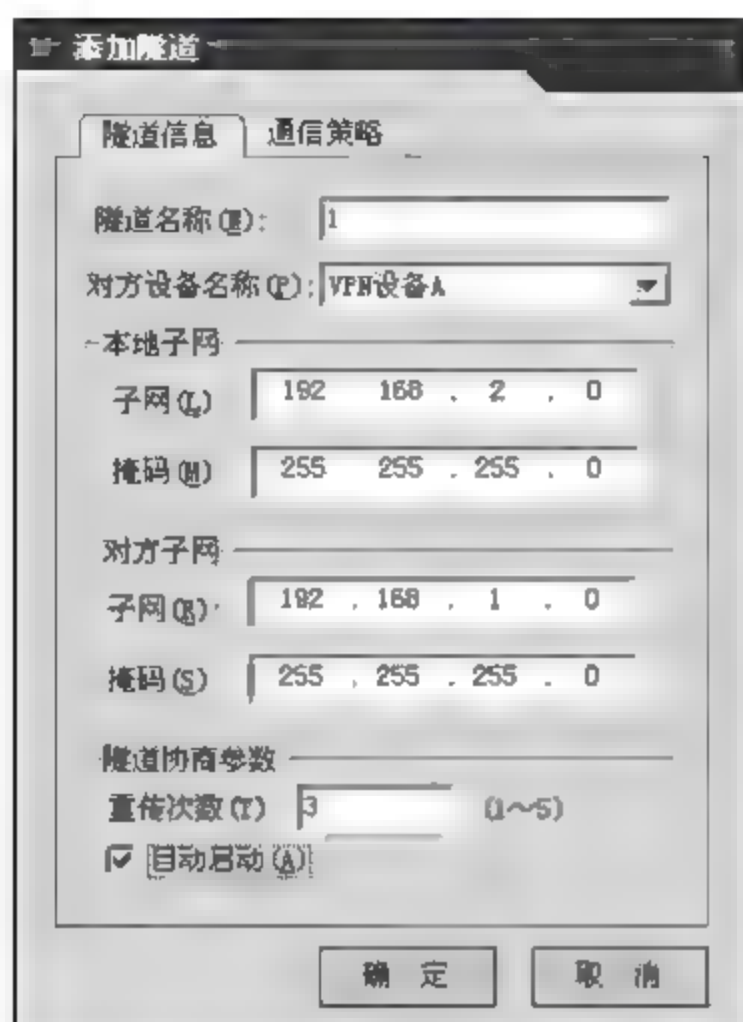 添加隧道
隧道信息 通信策略
隧道名称(N): 1
对方设备名称(P): VPN设备A
本地子网
子网(L) 192 168 . 2 . 0
掩码(M) 255 255 . 255 . 0
对方子网
子网(R): 192 . 168 . 1 . 0
掩码(S) 255 . 255 . 255 . 0
隧道协商参数
重传次数(T) 3 (1～5)
自动启动(A)
确 定 取 消